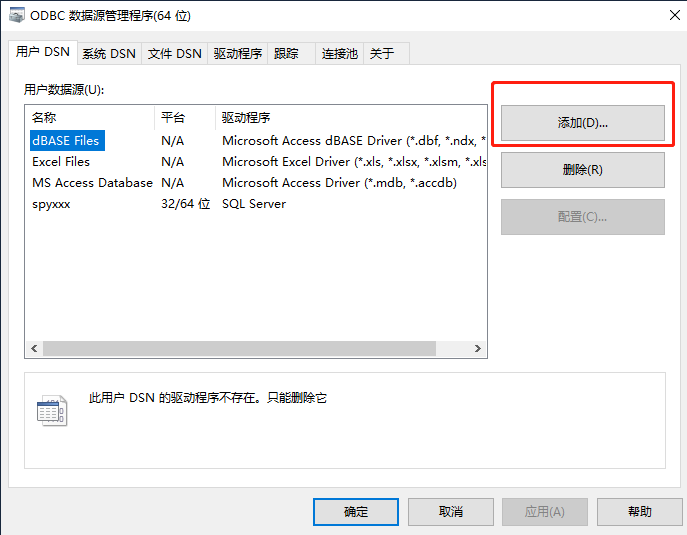 ODBC 数据源管理程序(64 位)
用户 DSN 系统 DSN 文件 DSN 驱动程序 跟踪 连接池 关于
用户数据源(U):
名称 平台 驱动程序
dBASE Files N/A Microsoft Access dBASE Driver (*.dbf, *.ndx, *
Excel Files N/A Microsoft Excel Driver (*.xls, *.xlsx, *.xlsm, *.xls
MS Access Database N/A Microsoft Access Driver (*.mdb, *.accdb)
spyxxx 32/64 位 SQL Server
添加(D)...
删除(R)
配置(C)...
此用户 DSN 的驱动程序不存在。只能删除它
确定 取消 应用(A) 帮助